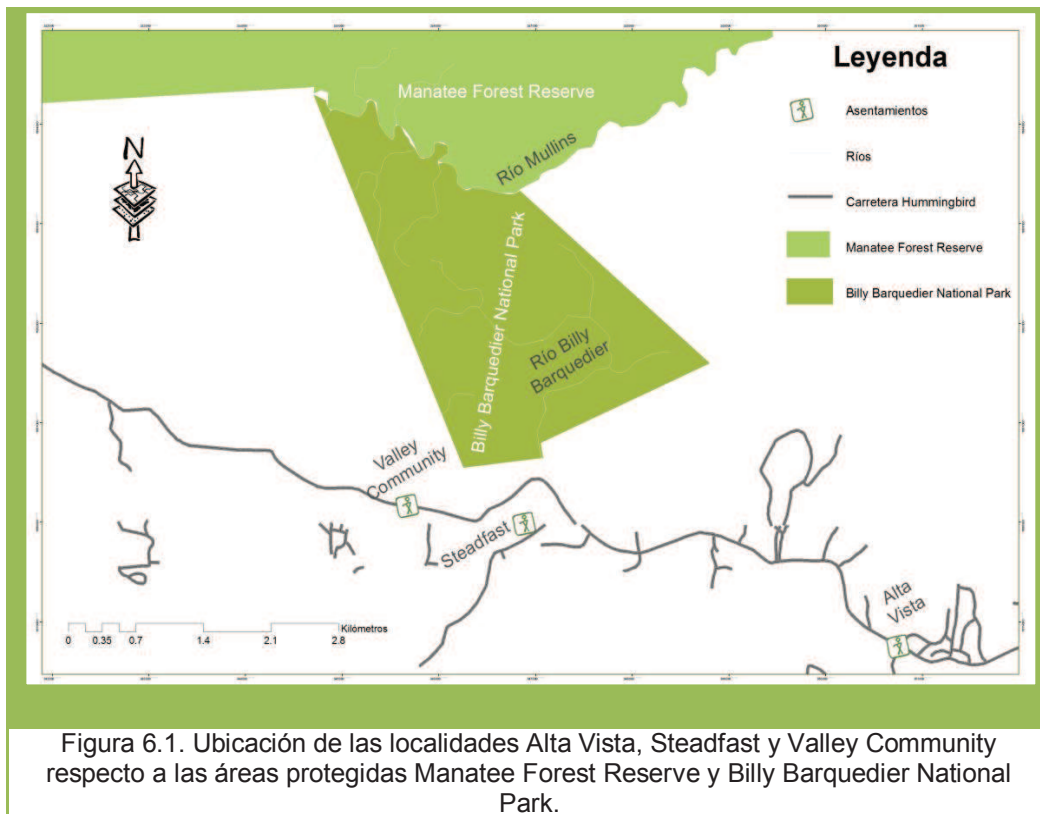 Leyenda
Asentamientos
Ríos
Carretera Hummingbird
Manatee Forest Reserve
Billy Barquedier National Park
N
Manatee Forest Reserve
Río Mullins
Billy Barquedier National Park
Río Billy
Barquedier
Valley
Community
Steadfast
Alta
Vista
Kilómetros
0 0.35 0.7 1.4 2.1 2.8
Figura 6.1. Ubicación de las localidades Alta Vista, Steadfast y Valley Community
respecto a las áreas protegidas Manatee Forest Reserve y Billy Barquedier National
Park.